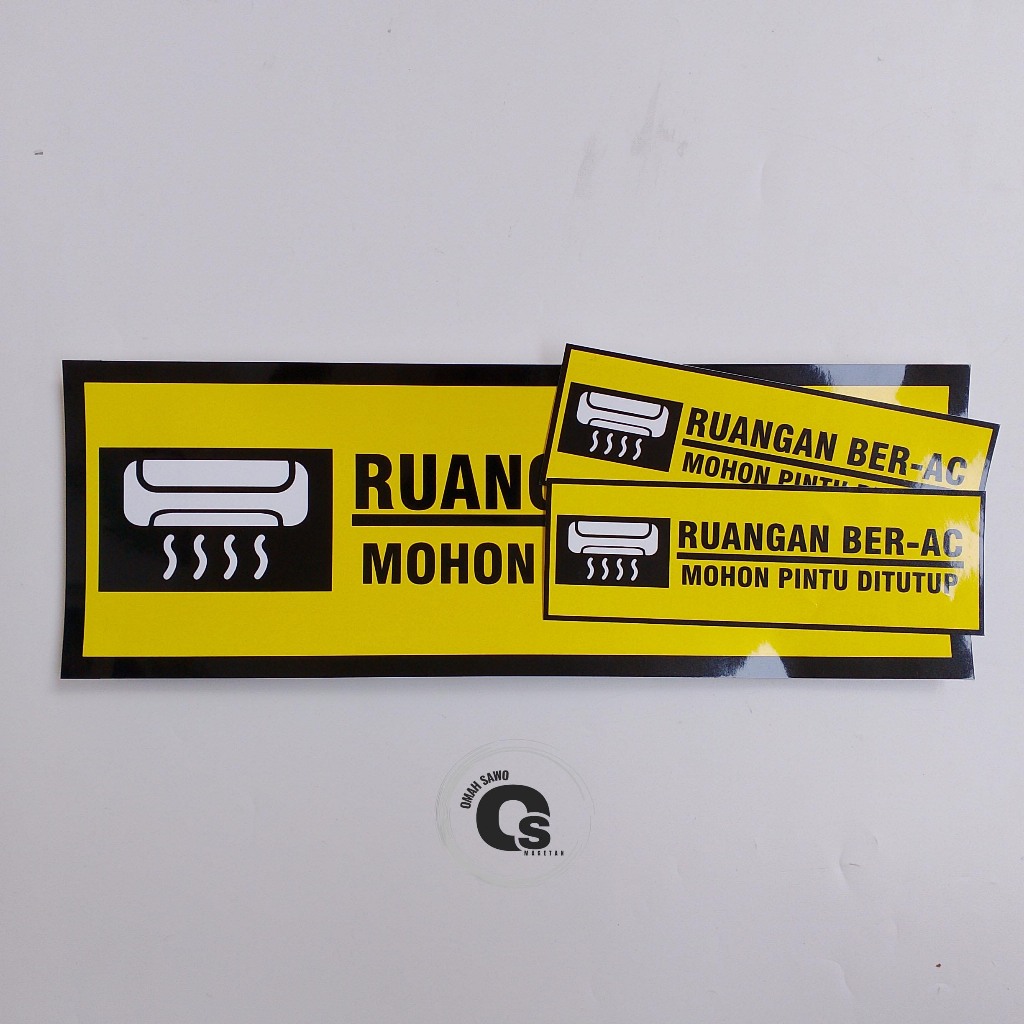 RUANG
MOHON
RUANGAN BER-AC
MOHON PINTU
RUANGAN BER-AC
MOHON PINTU DITUTUP
OMAH SAWO
OS
MAGETAN